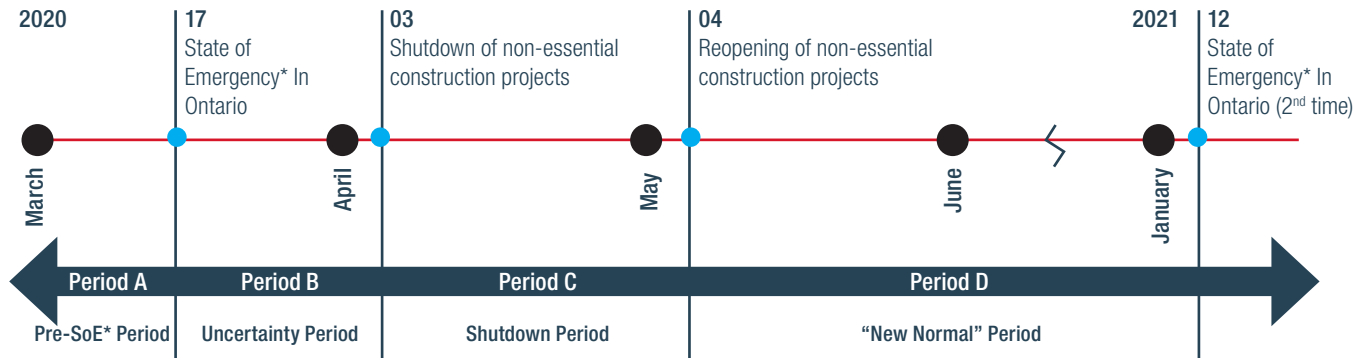 2020
17
State of
Emergency* In
Ontario
03
Shutdown of non-essential
construction projects
04
Reopening of non-essential
construction projects
2021
12
State of
Emergency* In
Ontario (2nd time)
March
April
May
June
January
Period A
Period B
Period C
Period D
Pre-SoE* Period
Uncertainty Period
Shutdown Period
“New Normal” Period